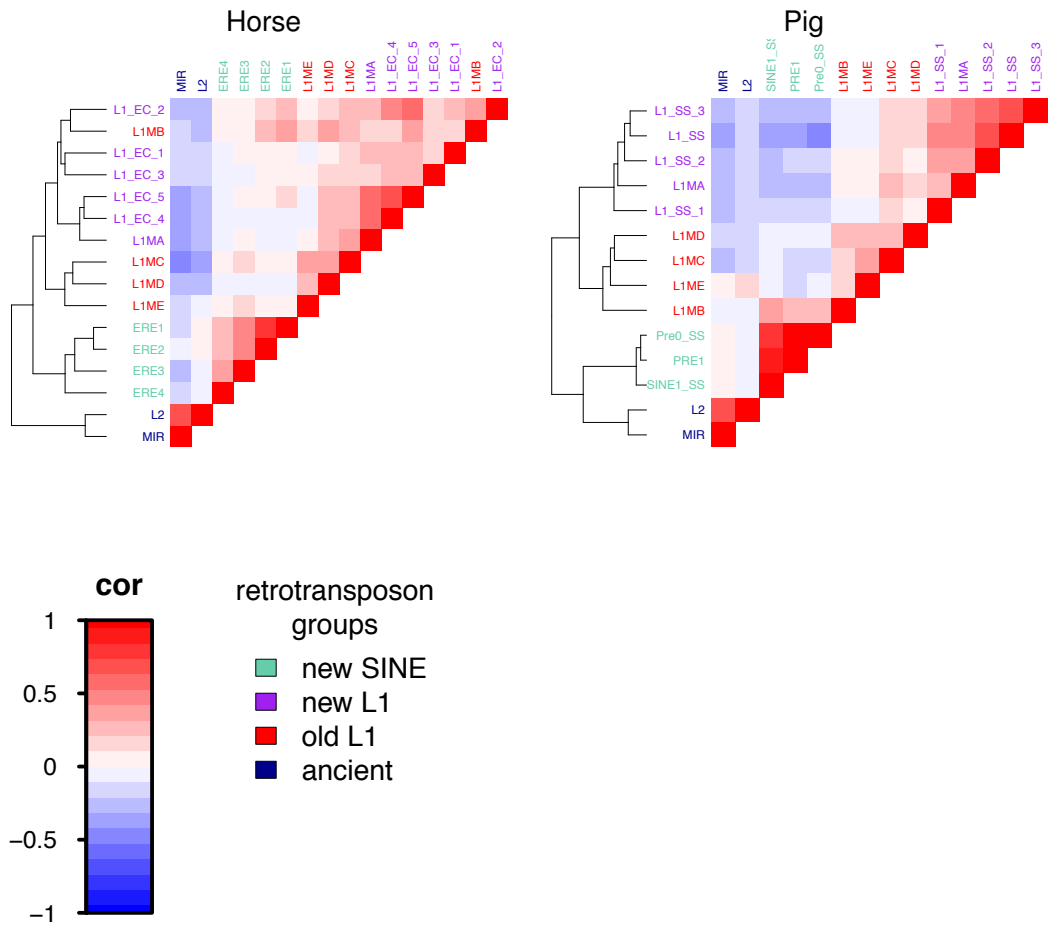 Horse
MIR
L2
ERE4
ERE3
ERE2
ERE1
L1ME
L1MD
L1MC
L1MA
L1_EC_4
L1_EC_5
L1_EC_3
L1_EC_1
L1MB
L1_EC_2
L1_EC_2
L1MB
L1_EC_1
L1_EC_3
L1_EC_5
L1_EC_4
L1MA
L1MC
L1MD
L1ME
ERE1
ERE2
ERE3
ERE4
L2
MIR
Pig
MIR
L2
SINE1_SS
PRE1
Pre0_SS
L1MB
L1ME
L1MC
L1MD
L1_SS_1
L1MA
L1_SS_2
L1_SS
L1_SS_3
L1_SS_3
L1_SS
L1_SS_2
L1MA
L1_SS_1
L1MD
L1MC
L1ME
L1MB
Pre0_SS
PRE1
SINE1_SS
L2
MIR
cor
1
0.5
0
−0.5
−1
retrotransposon
groups
new SINE
new L1
old L1
ancient